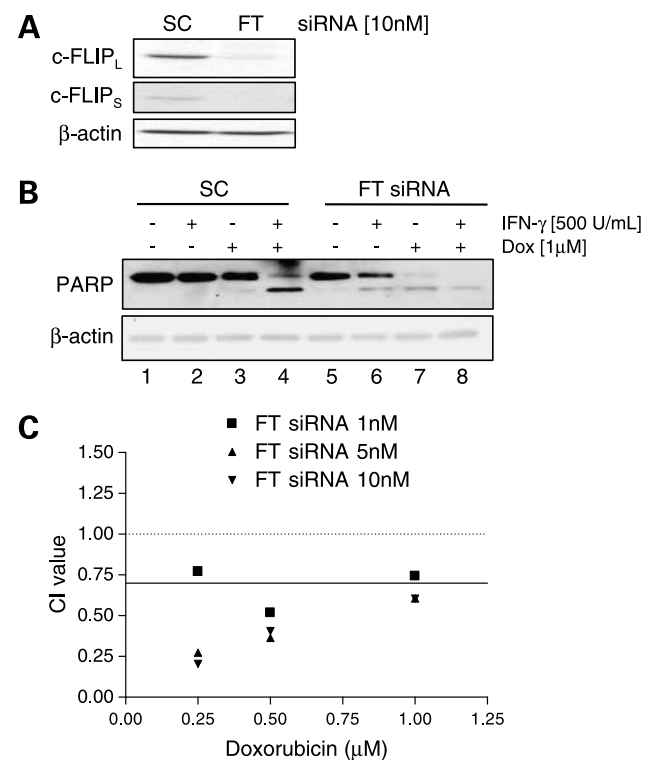 A
SC FT siRNA [10nM]
c-FLIPL
c-FLIPS
β-actin
B
SC FT siRNA
- + - + - + - + IFN-γ [500 U/mL]
- - + + - - + + Dox [1μM]
PARP
β-actin
1 2 3 4 5 6 7 8
C
FT siRNA 1nM
FT siRNA 5nM
FT siRNA 10nM
1.50
1.25
1.00
0.75
0.50
0.25
0.00
CI value
0.00 0.25 0.50 0.75 1.00 1.25
Doxorubicin (μM)